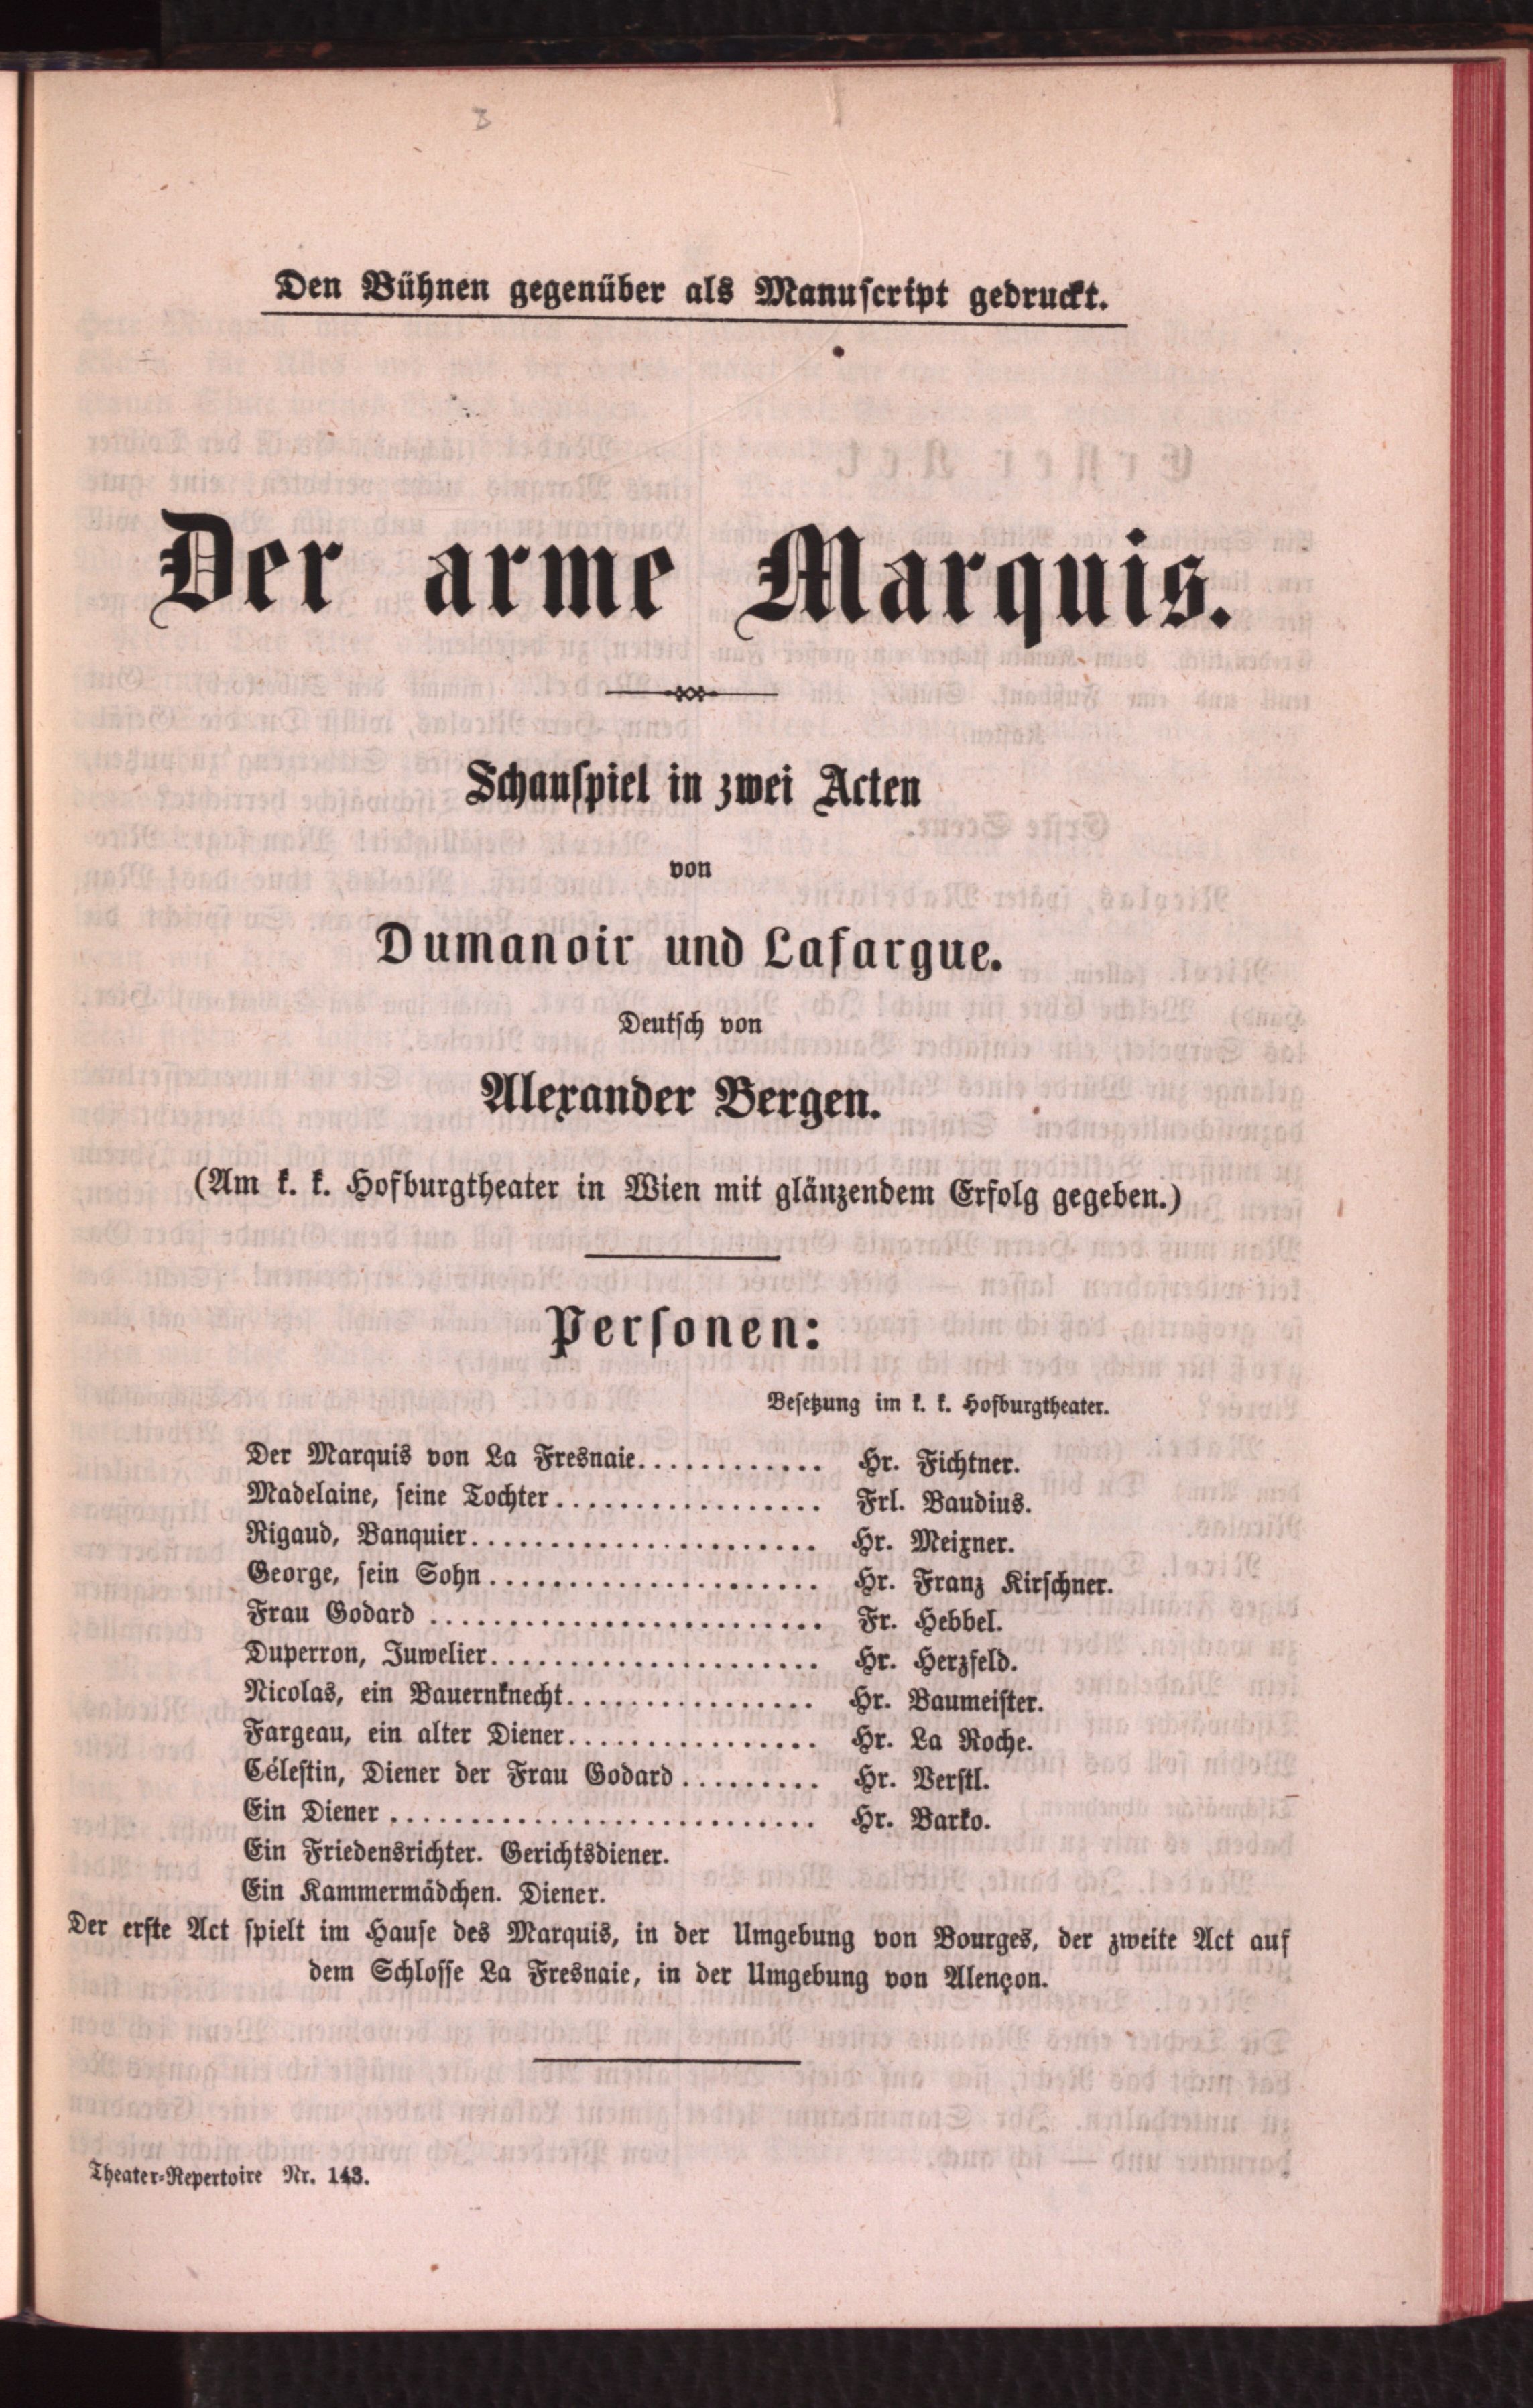 Den Bühnen gegenüber als Manuscript gedruckt.
Der arme Marquis.
Schauspiel in zwei Acten
von
Dumanoir und Lafargue.
Deutsch von
Alexander Bergen.
(Am k. k. Hofburgtheater in Wien mit glänzendem Erfolg gegeben.)
Personen:
Besetzung im k. k. Hofburgtheater.
Der Marquis von La Fresnaie............ Hr. Fichtner.
Madelaine, seine Tochter................. Frl. Baudius.
Rigaud, Banquier....................... Hr. Meixner.
George, sein Sohn..................... Hr. Franz Kirschner.
Frau Godard ......................... Fr. Hebbel.
Duperron, Juwelier..................... Hr. Herzfeld.
Nicolas, ein Bauernknecht................ Hr. Baumeister.
Fargeau, ein alter Diener................ Hr. La Roche.
Célestin, Diener der Frau Godard......... Hr. Verstl.
Ein Diener........................... Hr. Barko.
Ein Friedensrichter. Gerichtsdiener.
Ein Kammermädchen. Diener.
Der erste Act spielt im Hause des Marquis, in der Umgebung von Bourges, der zweite Act auf
dem Schlosse La Fresnaie, in der Umgebung von Alençon.
Theater-Repertoire Nr. 143.